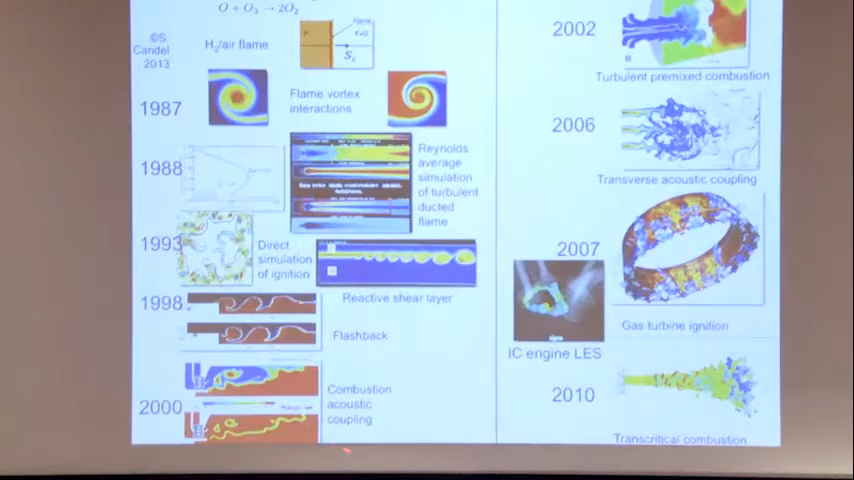 O + O₃ → 2O₂
©S.
Candel
2013
H₂/air flame
Flame
F+O
S_L
1987
Flame vortex
interactions
1988
Reynolds
average
simulation
of turbulent
ducted
flame
1993
Direct
simulation
of ignition
Reactive shear layer
1998
Flashback
2000
Combustion
acoustic
coupling
2002
Turbulent premixed combustion
2006
Transverse acoustic coupling
2007
Gas turbine ignition
IC engine LES
2010
Transcritical combustion